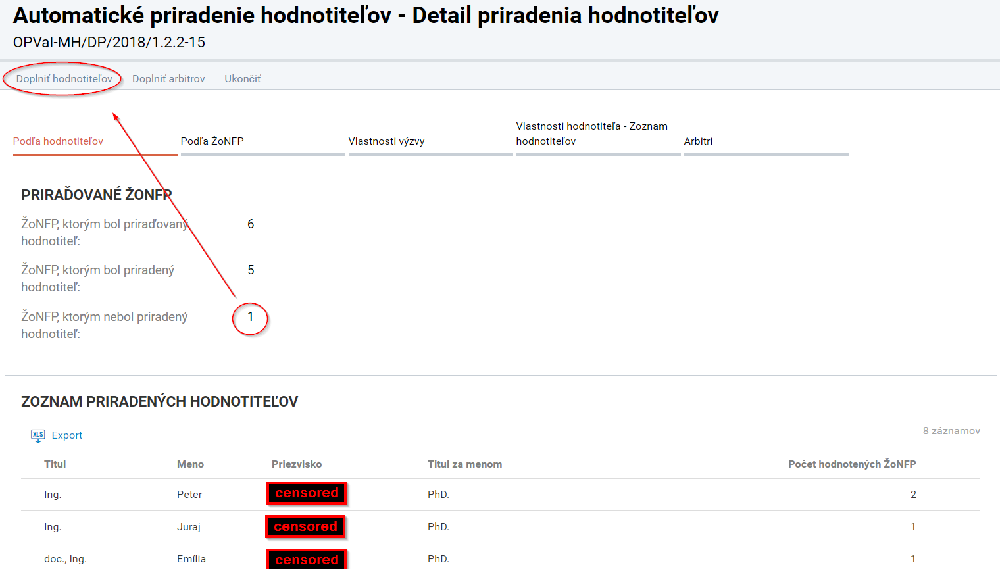 Automatické priradenie hodnotiteľov - Detail priradenia hodnotiteľov
OPVaI-MH/DP/2018/1.2.2-15
Doplniť hodnotiteľov Doplniť arbitrov Ukončiť
Podľa hodnotiteľov Podľa ŽoNFP Vlastnosti výzvy Vlastnosti hodnotiteľa - Zoznam
hodnotiteľov Arbitri
PRIRAĎOVANÉ ŽONFP
ŽoNFP, ktorým bol priraďovaný 6
hodnotiteľ:
ŽoNFP, ktorým bol priradený 5
hodnotiteľ:
ŽoNFP, ktorým nebol priradený 1
hodnotiteľ:
ZOZNAM PRIRADENÝCH HODNOTITEĽOV
XLS Export 8 záznamov
Titul Meno Priezvisko Titul za menom Počet hodnotených ŽoNFP
Ing. Peter censored PhD. 2
Ing. Juraj censored PhD. 1
doc., Ing. Emília censored PhD. 1